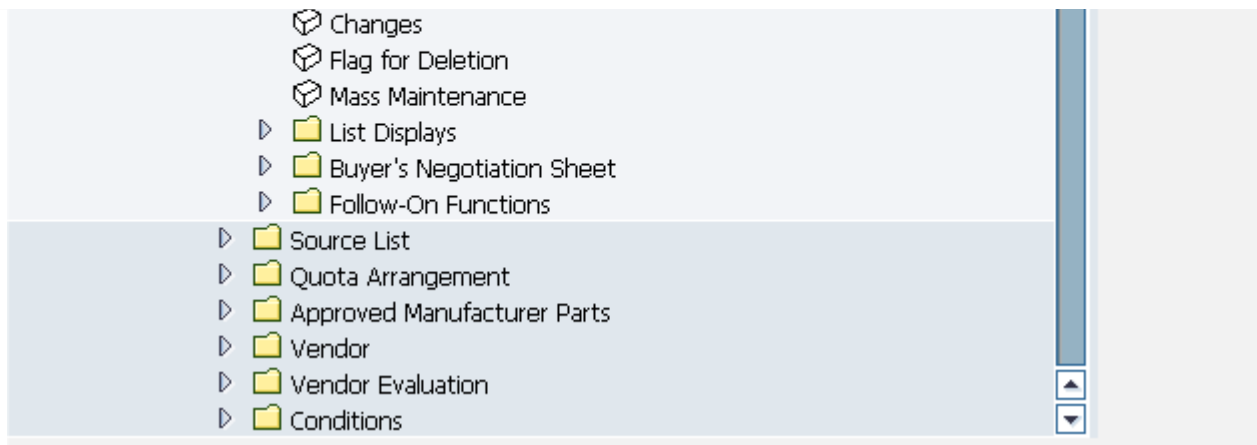 Changes
Flag for Deletion
Mass Maintenance
List Displays
Buyer's Negotiation Sheet
Follow-On Functions
Source List
Quota Arrangement
Approved Manufacturer Parts
Vendor
Vendor Evaluation
Conditions